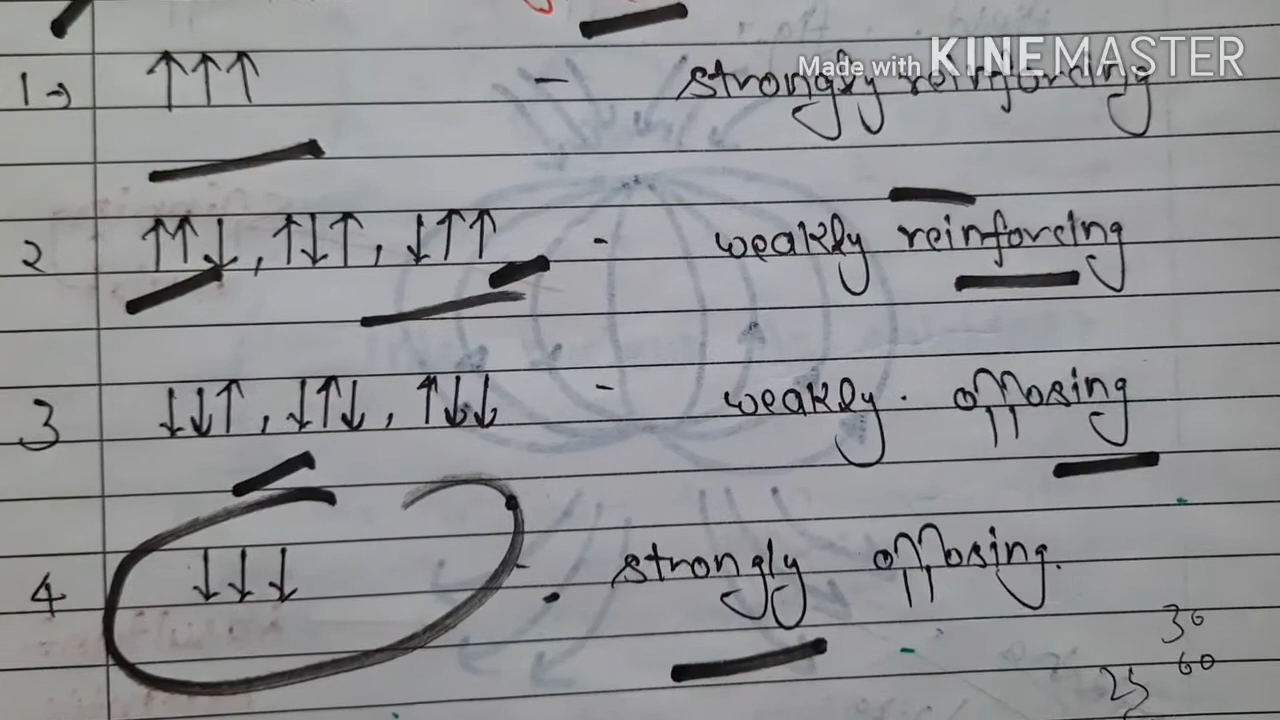 Made with KINEMASTER
1→ ↑↑↑ - strongly reinforcing
2 ↑↑↓, ↑↓↑, ↓↑↑ - weakly reinforcing
3 ↓↓↑, ↓↑↓, ↑↓↓ - weakly. opposing
4 ↓↓↓ - strongly opposing.
30
25 60